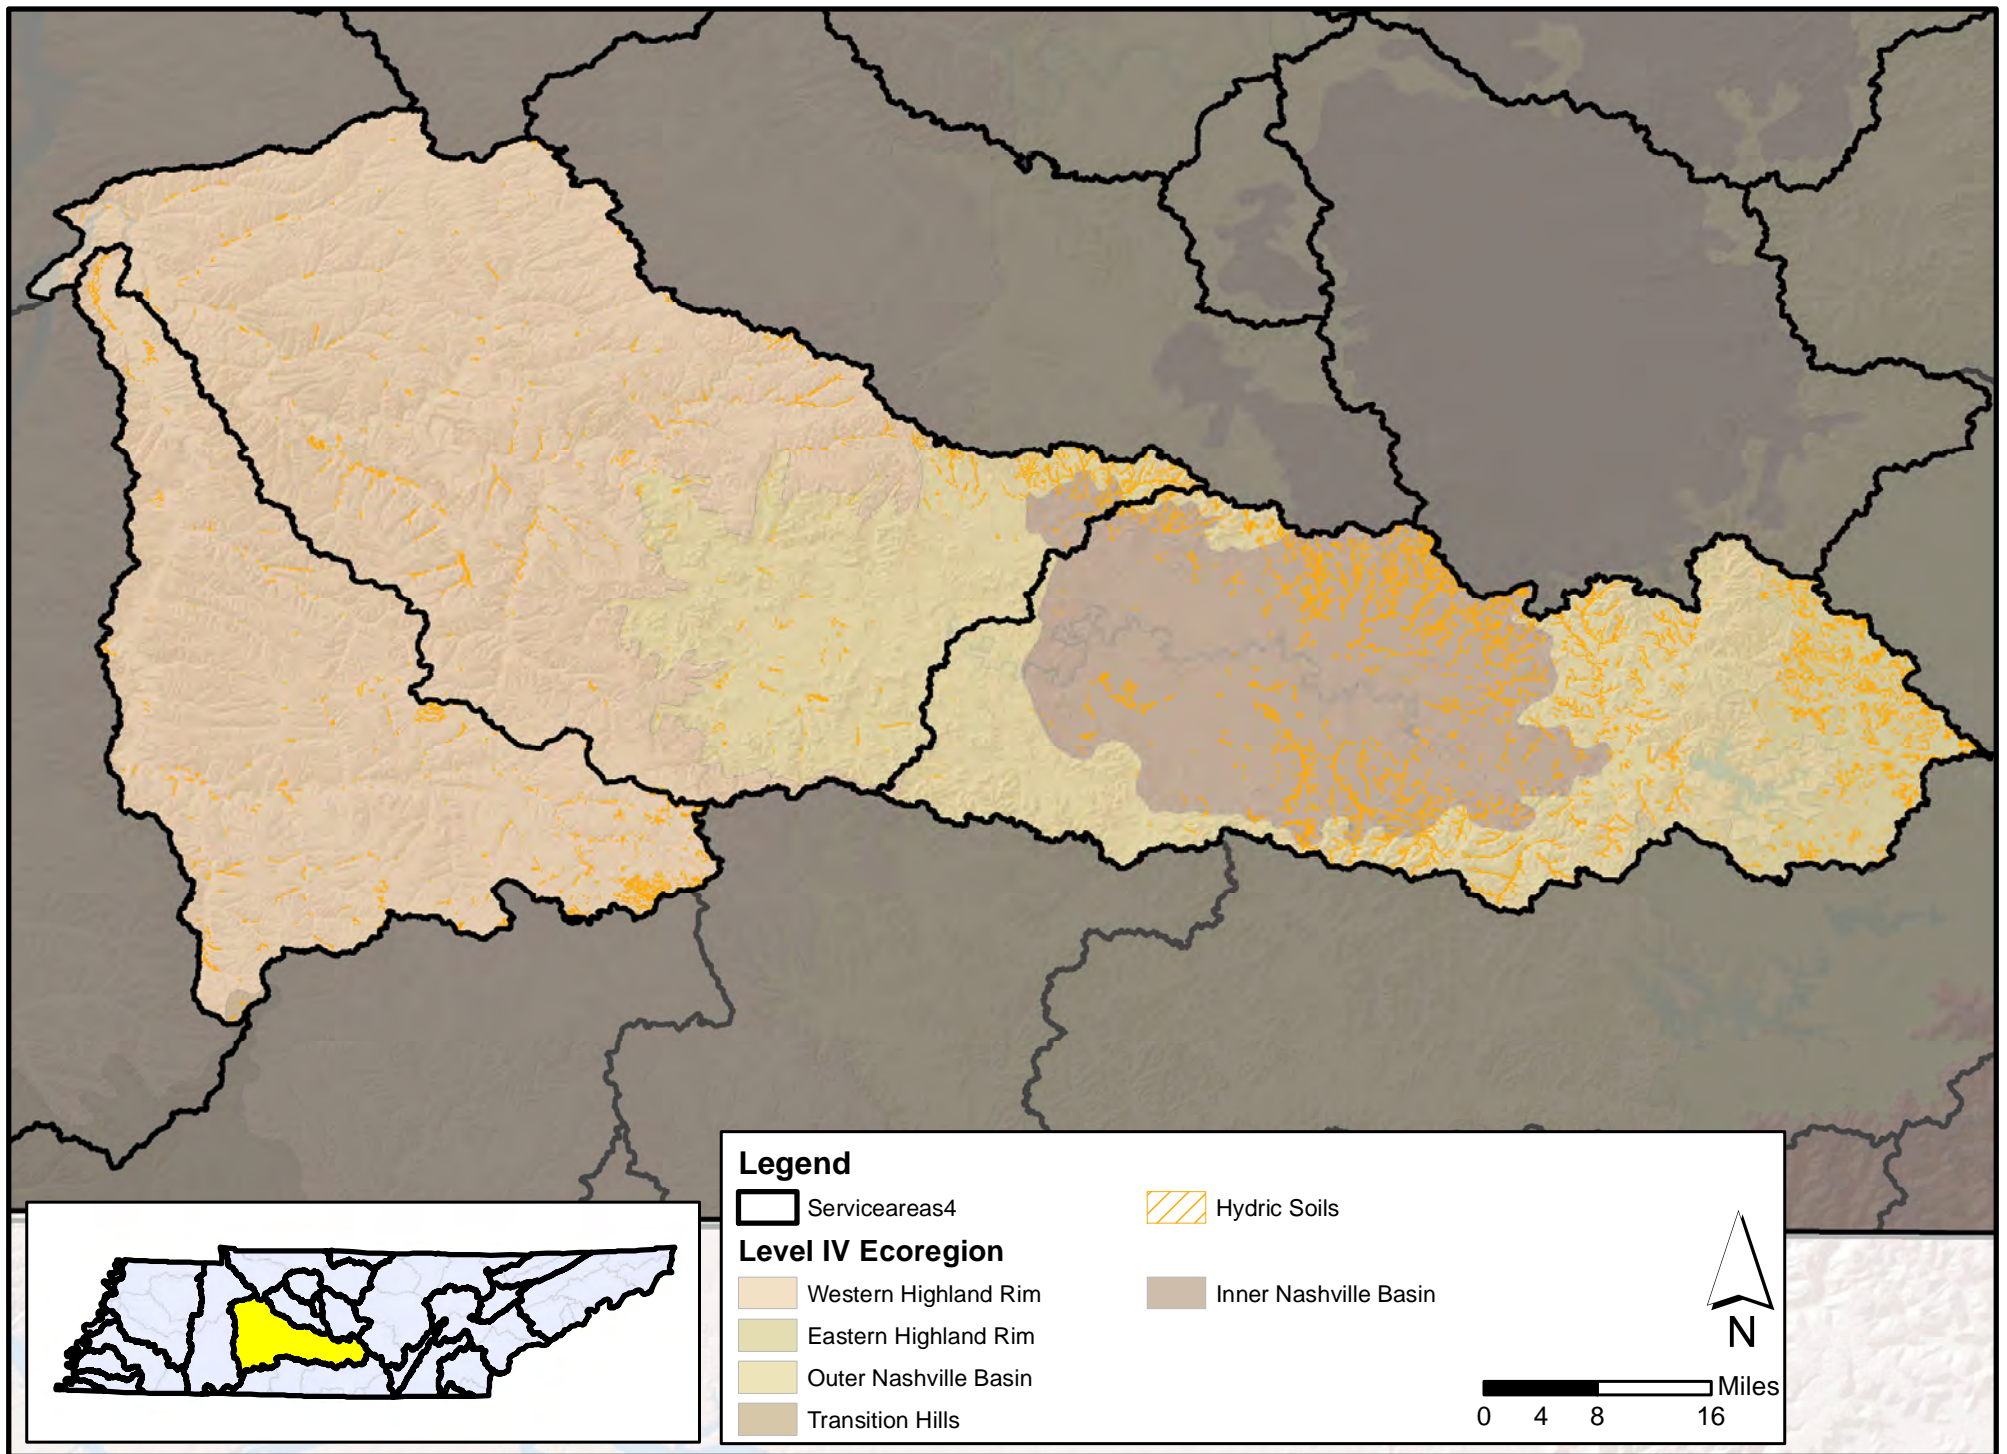 Legend
Serviceareas4
Hydric Soils
Level IV Ecoregion
Western Highland Rim
Inner Nashville Basin
Eastern Highland Rim
Outer Nashville Basin
Transition Hills
N
Miles
0 4 8 16